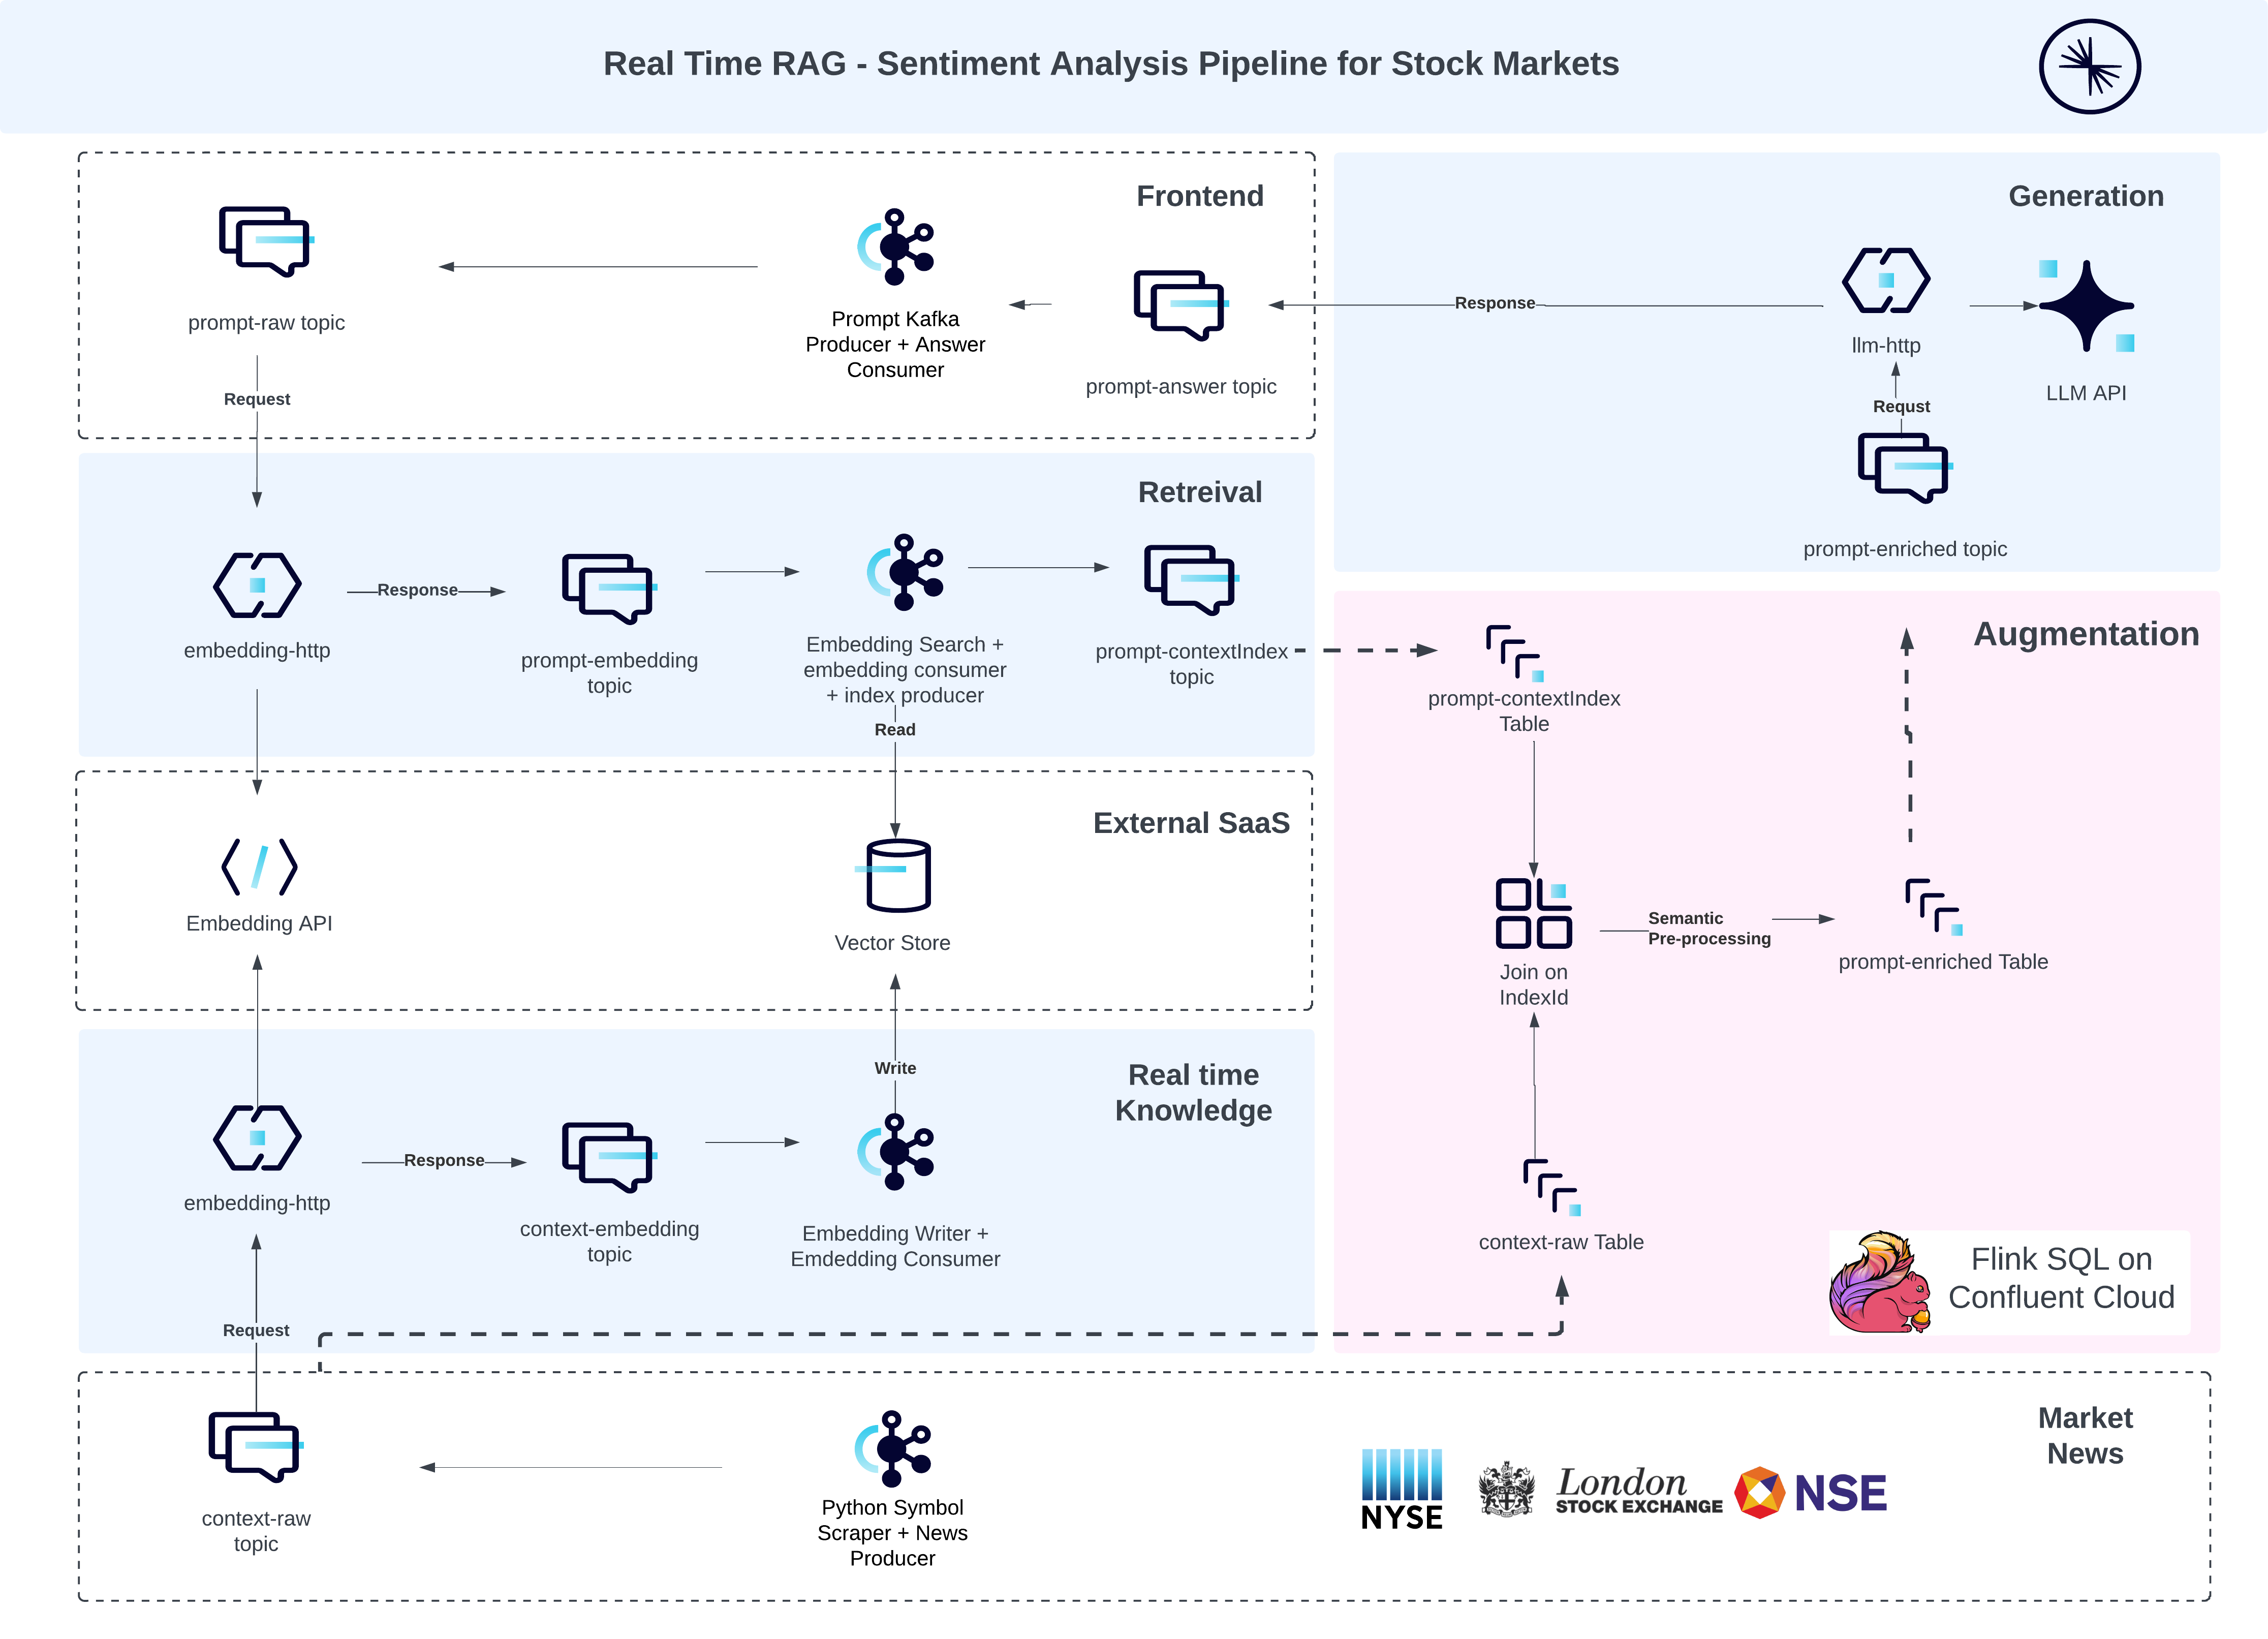 Real Time RAG - Sentiment Analysis Pipeline for Stock Markets
Frontend
prompt-raw topic
Prompt Kafka
Producer + Answer
Consumer
prompt-answer topic
Request
Response
Generation
llm-http
LLM API
Requst
prompt-enriched topic
Retreival
embedding-http
Response
prompt-embedding
topic
Embedding Search +
embedding consumer
+ index producer
prompt-contextIndex
topic
Read
External SaaS
Embedding API
Vector Store
Augmentation
prompt-contextIndex
Table
Join on
IndexId
Semantic
Pre-processing
prompt-enriched Table
context-raw Table
Flink SQL on
Confluent Cloud
Real time
Knowledge
Write
embedding-http
Response
context-embedding
topic
Embedding Writer +
Emdedding Consumer
Request
Market
News
context-raw
topic
Python Symbol
Scraper + News
Producer
NYSE
London
STOCK EXCHANGE
NSE